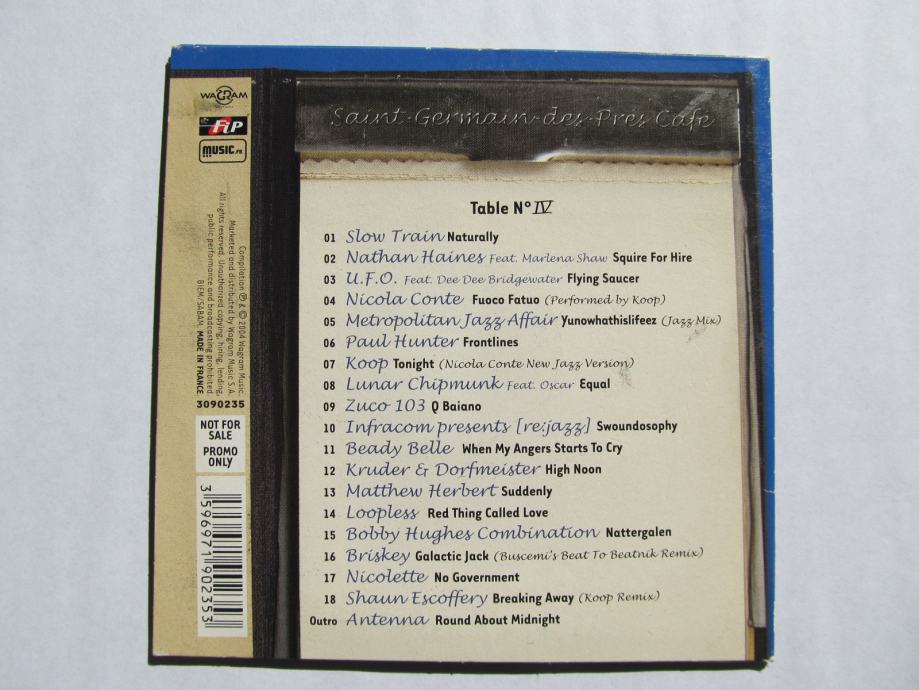 WAGRAM
FIP
MUSIC.FR
Compilation ℗ & © 2004 Wagram Music.
Marketed and distributed by Wagram Music S.A.
All rights reserved. Unauthorized copying, hiring, lending,
public performance and broadcasting prohibited.
BIEM/SABAM. MADE IN FRANCE
3090235
NOT FOR
SALE
PROMO
ONLY
3 596971 902353
Saint-Germain-des-Pres Cafe
Table N° IV
01 Slow Train Naturally
02 Nathan Haines Feat. Marlena Shaw Squire For Hire
03 U.F.O. Feat. Dee Dee Bridgewater Flying Saucer
04 Nicola Conte Fuoco Fatuo (Performed by Koop)
05 Metropolitan Jazz Affair Yunowhathislifeez (Jazz Mix)
06 Paul Hunter Frontlines
07 Koop Tonight (Nicola Conte New Jazz Version)
08 Lunar Chipmunk Feat. Oscar Equal
09 Zuco 103 Q Baiano
10 Infracom presents [re:jazz] Swoundosophy
11 Beady Belle When My Angers Starts To Cry
12 Kruder & Dorfmeister High Noon
13 Matthew Herbert Suddenly
14 Loopless Red Thing Called Love
15 Bobby Hughes Combination Nattergalen
16 Briskey Galactic Jack (Buscemi's Beat To Beatnik Remix)
17 Nicolette No Government
18 Shaun Escoffery Breaking Away (Koop Remix)
Outro Antenna Round About Midnight